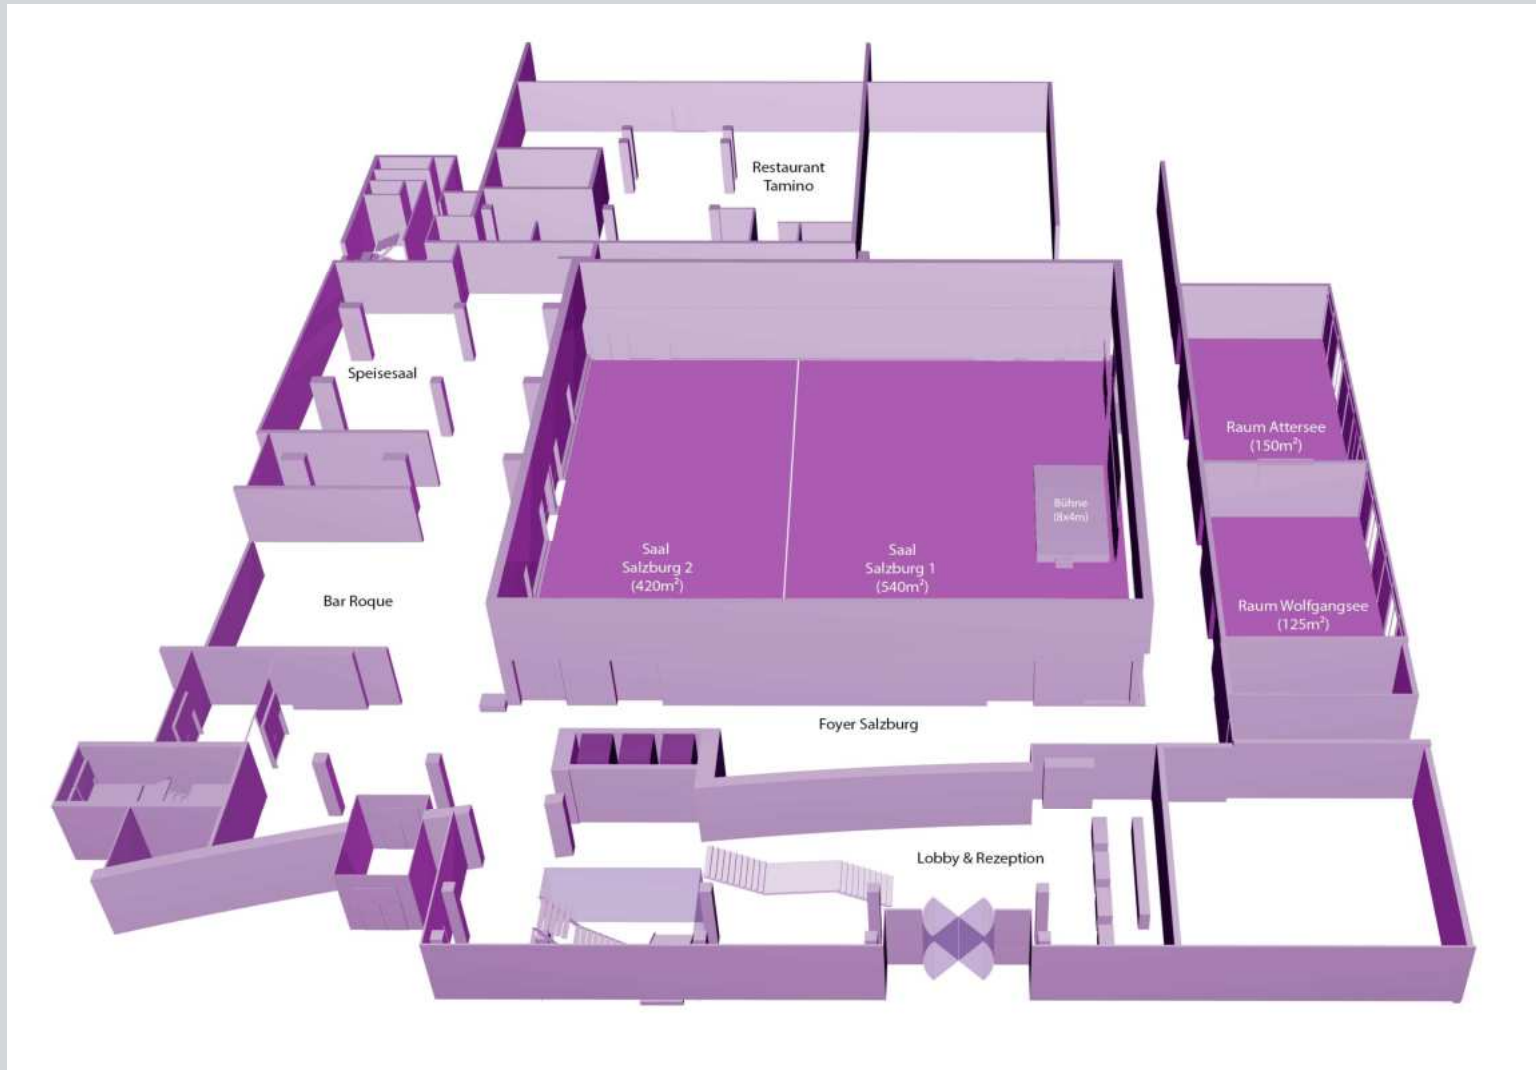 Restaurant
Tamino
Speisesaal
Raum Attersee
(150m²)
Bühne
(8x4m)
Saal
Salzburg 2
(420m²)
Saal
Salzburg 1
(540m²)
Bar Roque
Raum Wolfgangsee
(125m²)
Foyer Salzburg
Lobby & Rezeption